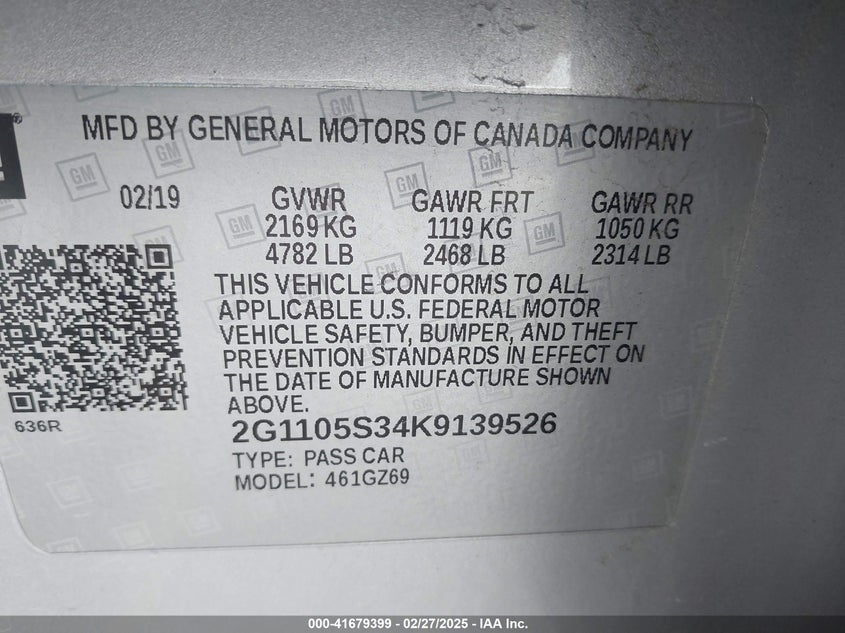 MFD BY GENERAL MOTORS OF CANADA COMPANY
02/19 GVWR GAWR FRT GAWR RR
2169 KG 1119 KG 1050 KG
4782 LB 2468 LB 2314 LB
THIS VEHICLE CONFORMS TO ALL
APPLICABLE U.S. FEDERAL MOTOR
VEHICLE SAFETY, BUMPER, AND THEFT
PREVENTION STANDARDS IN EFFECT ON
THE DATE OF MANUFACTURE SHOWN
ABOVE.
636R
2G1105S34K9139526
TYPE: PASS CAR
MODEL: 461GZ69
000-41679399 - 02/27/2025 - IAA Inc.